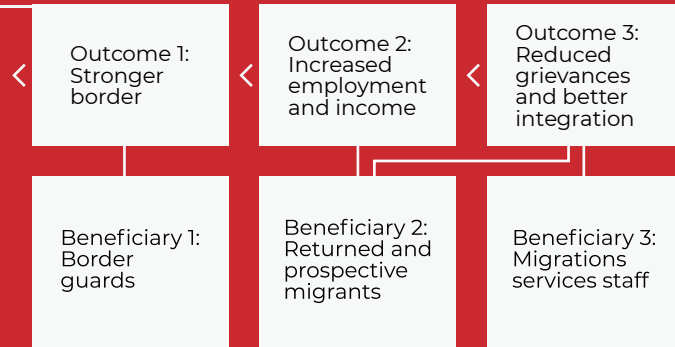 Outcome 1:
Stronger
border
Outcome 2:
Increased
employment
and income
Outcome 3:
Reduced
grievances
and better
integration
Beneficiary 1:
Border
guards
Beneficiary 2:
Returned and
prospective
migrants
Beneficiary 3:
Migrations
services staff